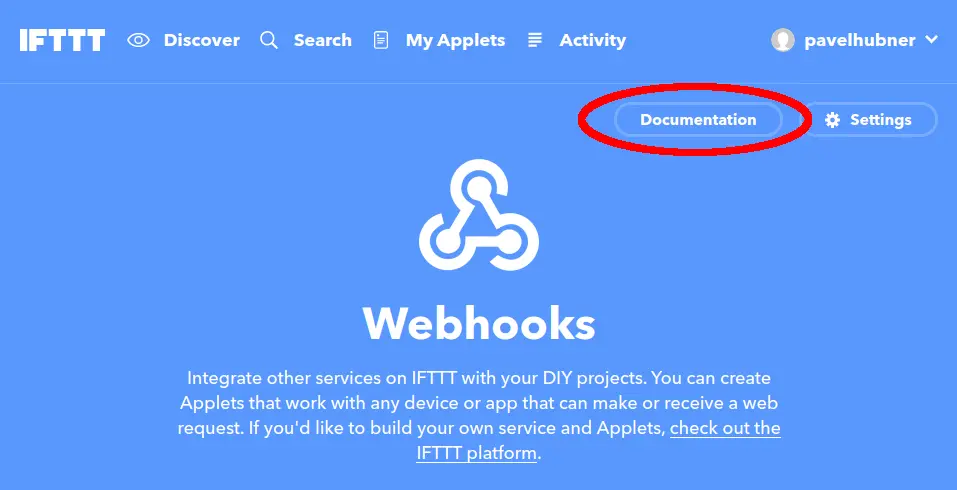 IFTTT Discover Search My Applets Activity pavelhubner
Documentation Settings
Webhooks
Integrate other services on IFTTT with your DIY projects. You can create
Applets that work with any device or app that can make or receive a web
request. If you'd like to build your own service and Applets, check out the
IFTTT platform.